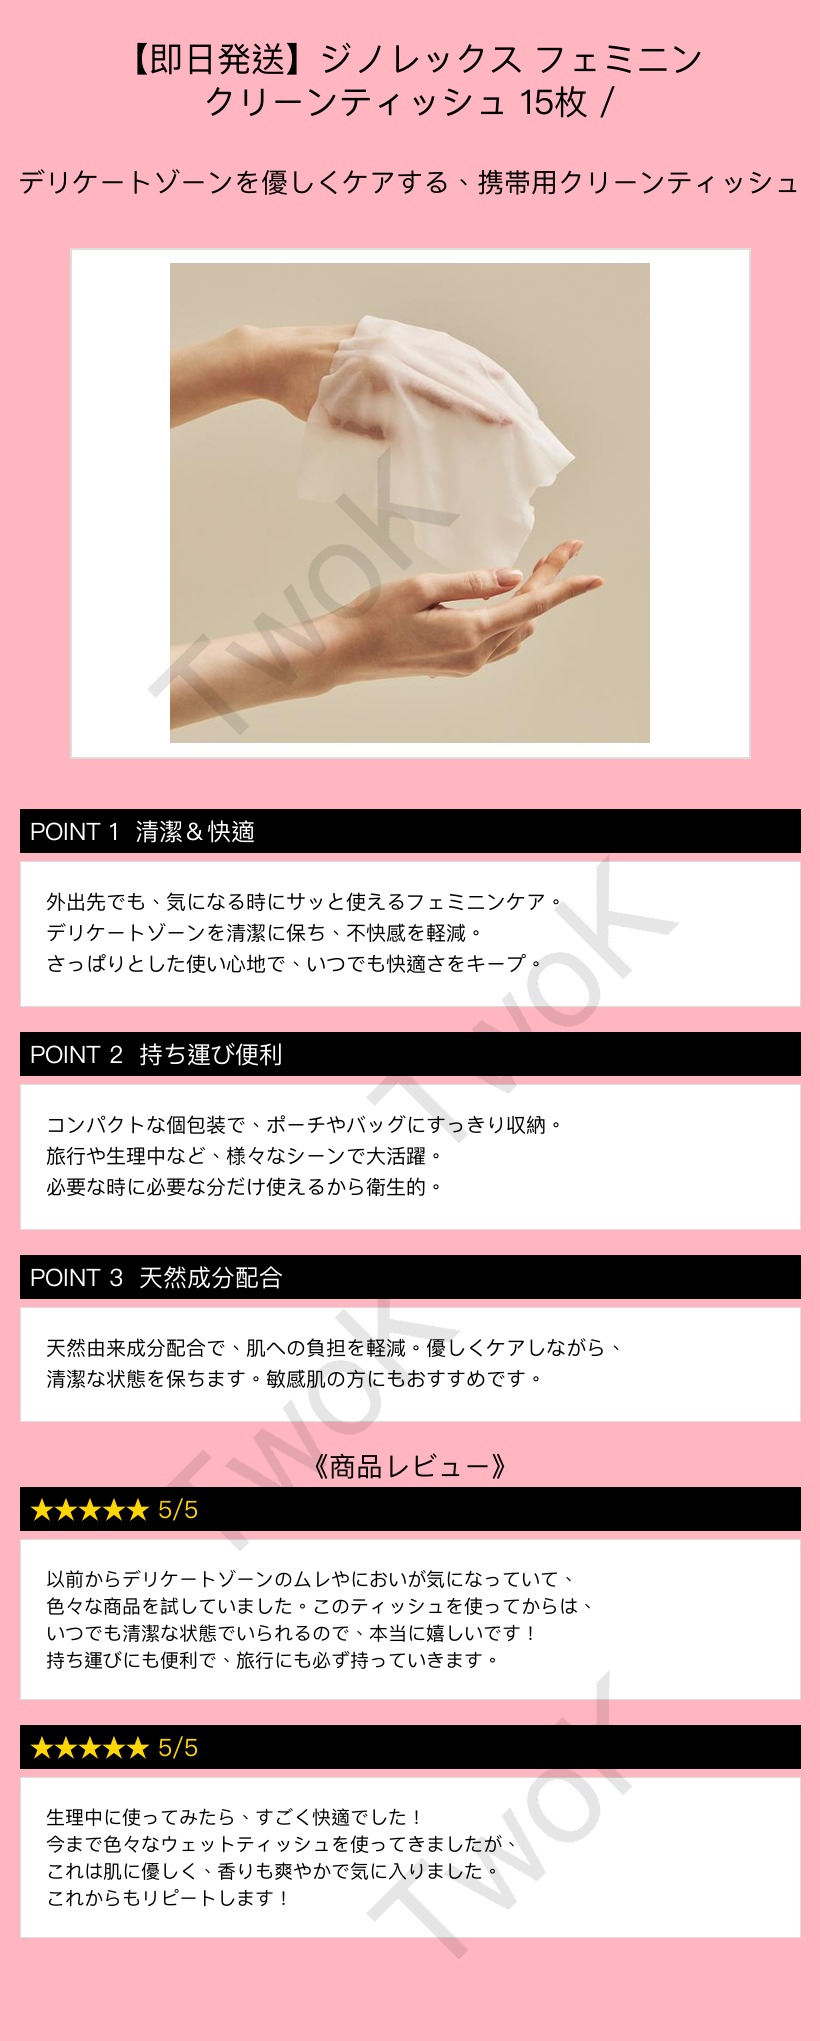 【即日発送】ジノレックス フェミニン
クリーンティッシュ 15枚 /
デリケートゾーンを優しくケアする、携帯用クリーンティッシュ
TwoK
POINT 1 清潔＆快適
外出先でも、気になる時にサッと使えるフェミニンケア。
デリケートゾーンを清潔に保ち、不快感を軽減。
さっぱりとした使い心地で、いつでも快適さをキープ。
TwoK
POINT 2 持ち運び便利
コンパクトな個包装で、ポーチやバッグにすっきり収納。
旅行や生理中など、様々なシーンで大活躍。
必要な時に必要な分だけ使えるから衛生的。
POINT 3 天然成分配合
天然由来成分配合で、肌への負担を軽減。優しくケアしながら、
清潔な状態を保ちます。敏感肌の方にもおすすめです。
TwoK
《商品レビュー》
★★★★★ 5/5
以前からデリケートゾーンのムレやにおいが気になっていて、
色々な商品を試していました。このティッシュを使ってからは、
いつでも清潔な状態でいられるので、本当に嬉しいです！
持ち運びにも便利で、旅行にも必ず持っていきます。
★★★★★ 5/5
生理中に使ってみたら、すごく快適でした！
今まで色々なウェットティッシュを使ってきましたが、
これは肌に優しく、香りも爽やかで気に入りました。
これからもリピートします！
TwoK